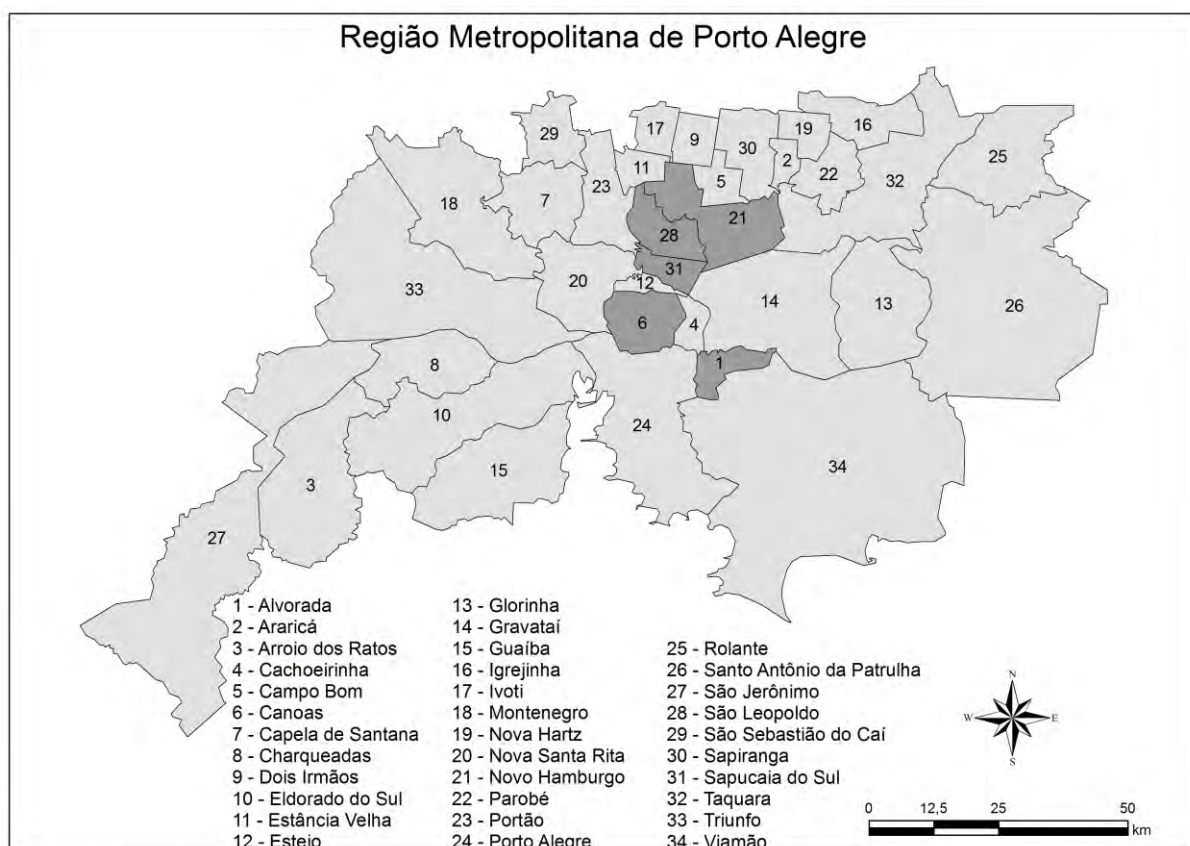 Região Metropolitana de Porto Alegre
29
17
9
30
19
16
25
18
7
23
11
5
2
22
32
28
21
33
20
31
12
14
13
26
6
4
1
8
10
24
15
34
3
27
1 - Alvorada
2 - Araricá
3 - Arroio dos Ratos
4 - Cachoeirinha
5 - Campo Bom
6 - Canoas
7 - Capela de Santana
8 - Charqueadas
9 - Dois Irmãos
10 - Eldorado do Sul
11 - Estância Velha
12 - Esteio
13 - Glorinha
14 - Gravataí
15 - Guaíba
16 - Igrejinha
17 - Ivoti
18 - Montenegro
19 - Nova Hartz
20 - Nova Santa Rita
21 - Novo Hamburgo
22 - Parobé
23 - Portão
24 - Porto Alegre
25 - Rolante
26 - Santo Antônio da Patrulha
27 - São Jerônimo
28 - São Leopoldo
29 - São Sebastião do Caí
30 - Sapiranga
31 - Sapucaia do Sul
32 - Taquara
33 - Triunfo
34 - Viamão
N
W E
S
0 12,5 25 50
km